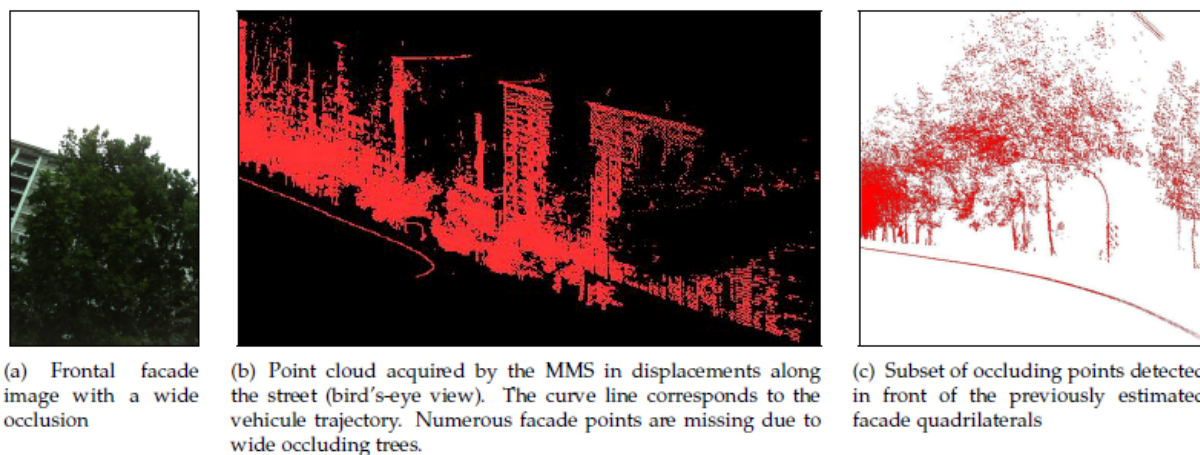 (a) Frontal facade
image with a wide
occlusion
(b) Point cloud acquired by the MMS in displacements along
the street (bird's-eye view). The curve line corresponds to the
vehicule trajectory. Numerous facade points are missing due to
wide occluding trees.
(c) Subset of occluding points detected
in front of the previously estimated
facade quadrilaterals